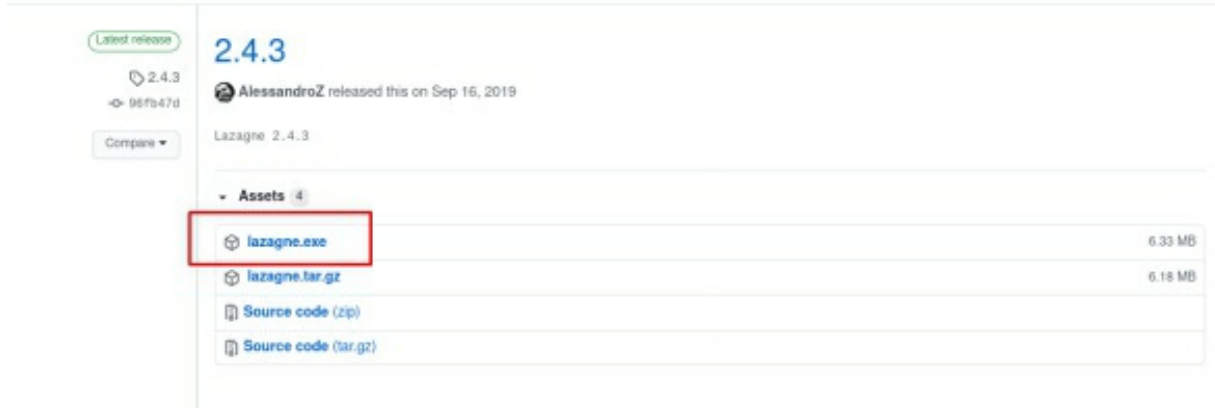 Latest release
2.4.3
96fb47d
Compare
2.4.3
AlessandroZ released this on Sep 16, 2019
Lazagne 2.4.3
Assets 4
lazagne.exe 6.33 MB
lazagne.tar.gz 6.18 MB
Source code (zip)
Source code (tar.gz)